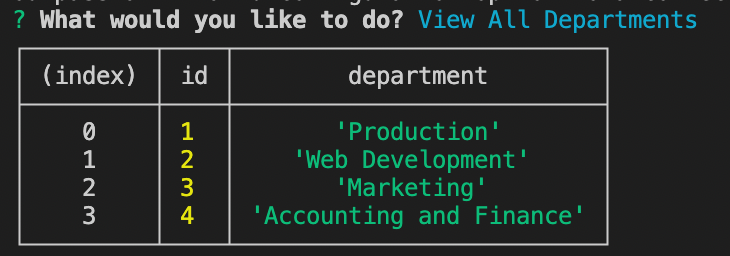 ? What would you like to do? View All Departments
(index) id department
0 1 'Production'
1 2 'Web Development'
2 3 'Marketing'
3 4 'Accounting and Finance'